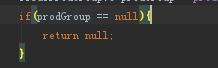 if(prodGroup == null){
return null;
}